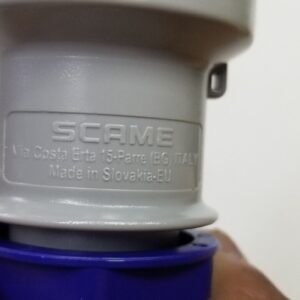 SCAME
Via Costa Erta 15-Parre (BG) ITALY
Made in Slovakia-EU